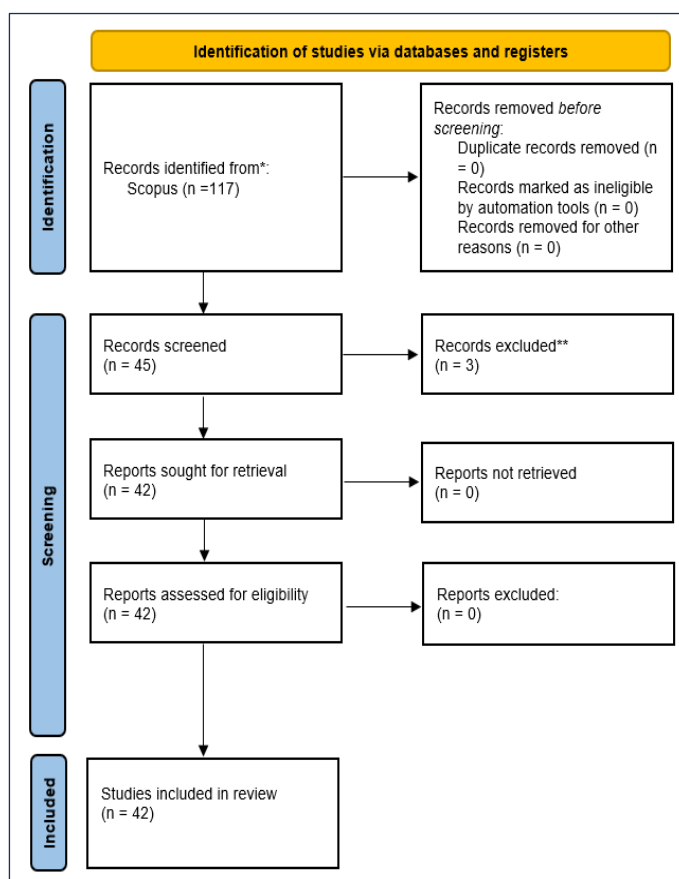 Identification of studies via databases and registers
Identification
Records identified from*:
Scopus (n =117)
Records removed before
screening:
Duplicate records removed (n
= 0)
Records marked as ineligible
by automation tools (n = 0)
Records removed for other
reasons (n = 0)
Screening
Records screened
(n = 45)
Records excluded**
(n = 3)
Reports sought for retrieval
(n = 42)
Reports not retrieved
(n = 0)
Reports assessed for eligibility
(n = 42)
Reports excluded:
(n = 0)
Included
Studies included in review
(n = 42)